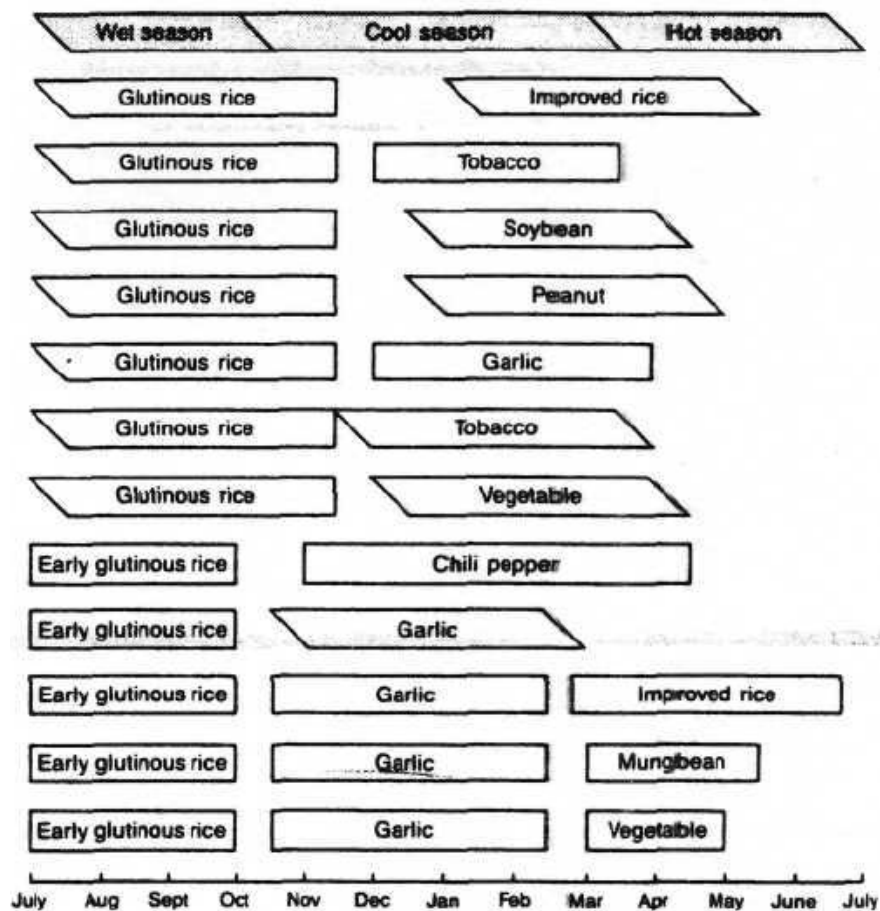 Wet season Cool season Hot season
Glutinous rice Improved rice
Glutinous rice Tobacco
Glutinous rice Soybean
Glutinous rice Peanut
Glutinous rice Garlic
Glutinous rice Tobacco
Glutinous rice Vegetable
Early glutinous rice Chili pepper
Early glutinous rice Garlic
Early glutinous rice Garlic Improved rice
Early glutinous rice Garlic Mungbean
Early glutinous rice Garlic Vegetable
July Aug Sept Oct Nov Dec Jan Feb Mar Apr May June July